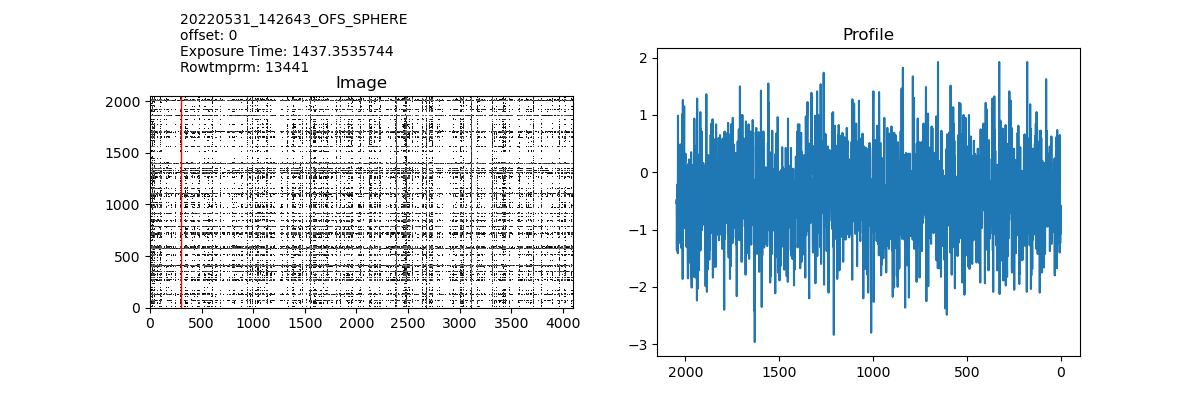 20220531_142643_OFS_SPHERE
offset: 0
Exposure Time: 1437.3535744
Rowtmprm: 13441
Image
2000
1500
1000
500
0
0 500 1000 1500 2000 2500 3000 3500 4000
Profile
2
1
0
−1
−2
−3
2000 1500 1000 500 0